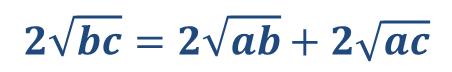 2√bc = 2√ab + 2√ac